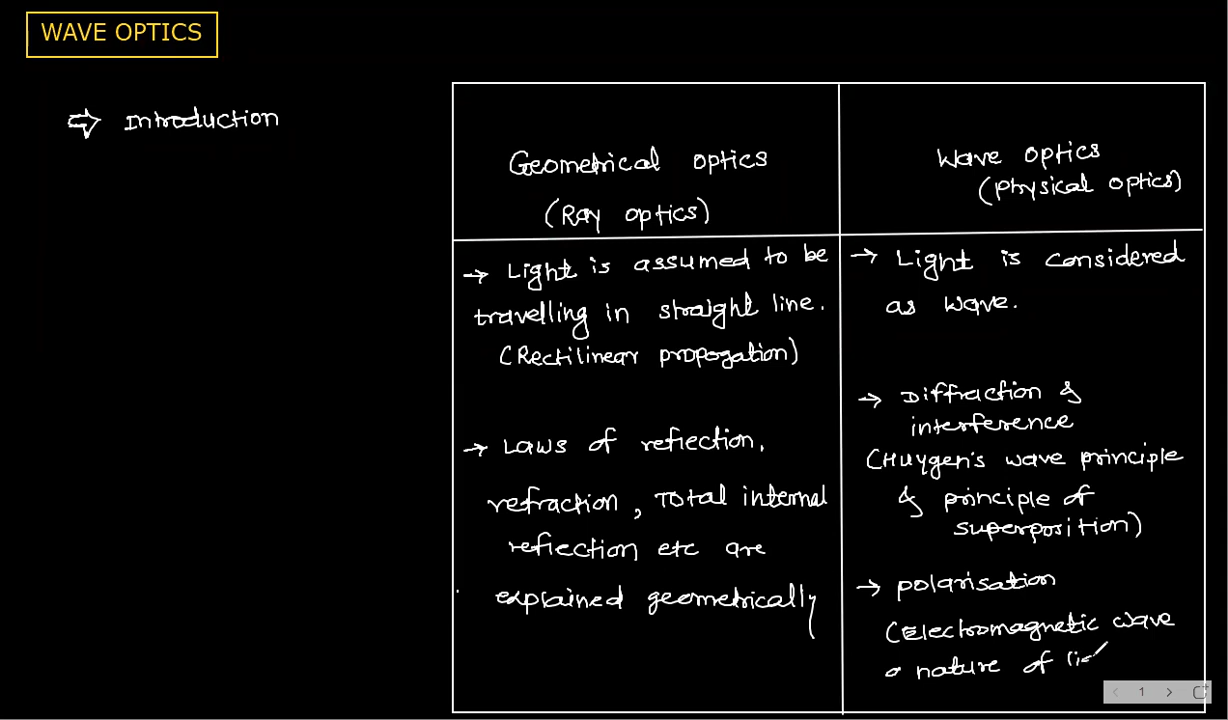 WAVE OPTICS
⇒ Introduction
Geometrical optics
(Ray optics)
→ Light is assumed to be
travelling in straight line.
(Rectilinear propogation)
→ Laws of reflection,
refraction, Total internal
reflection etc are
explained geometrically
Wave optics
(Physical optics)
→ Light is considered
as wave.
→ Diffraction &
interference
(Huygen's wave principle
& principle of
superposition)
→ polarisation
(Electromagnetic wave
nature of
1